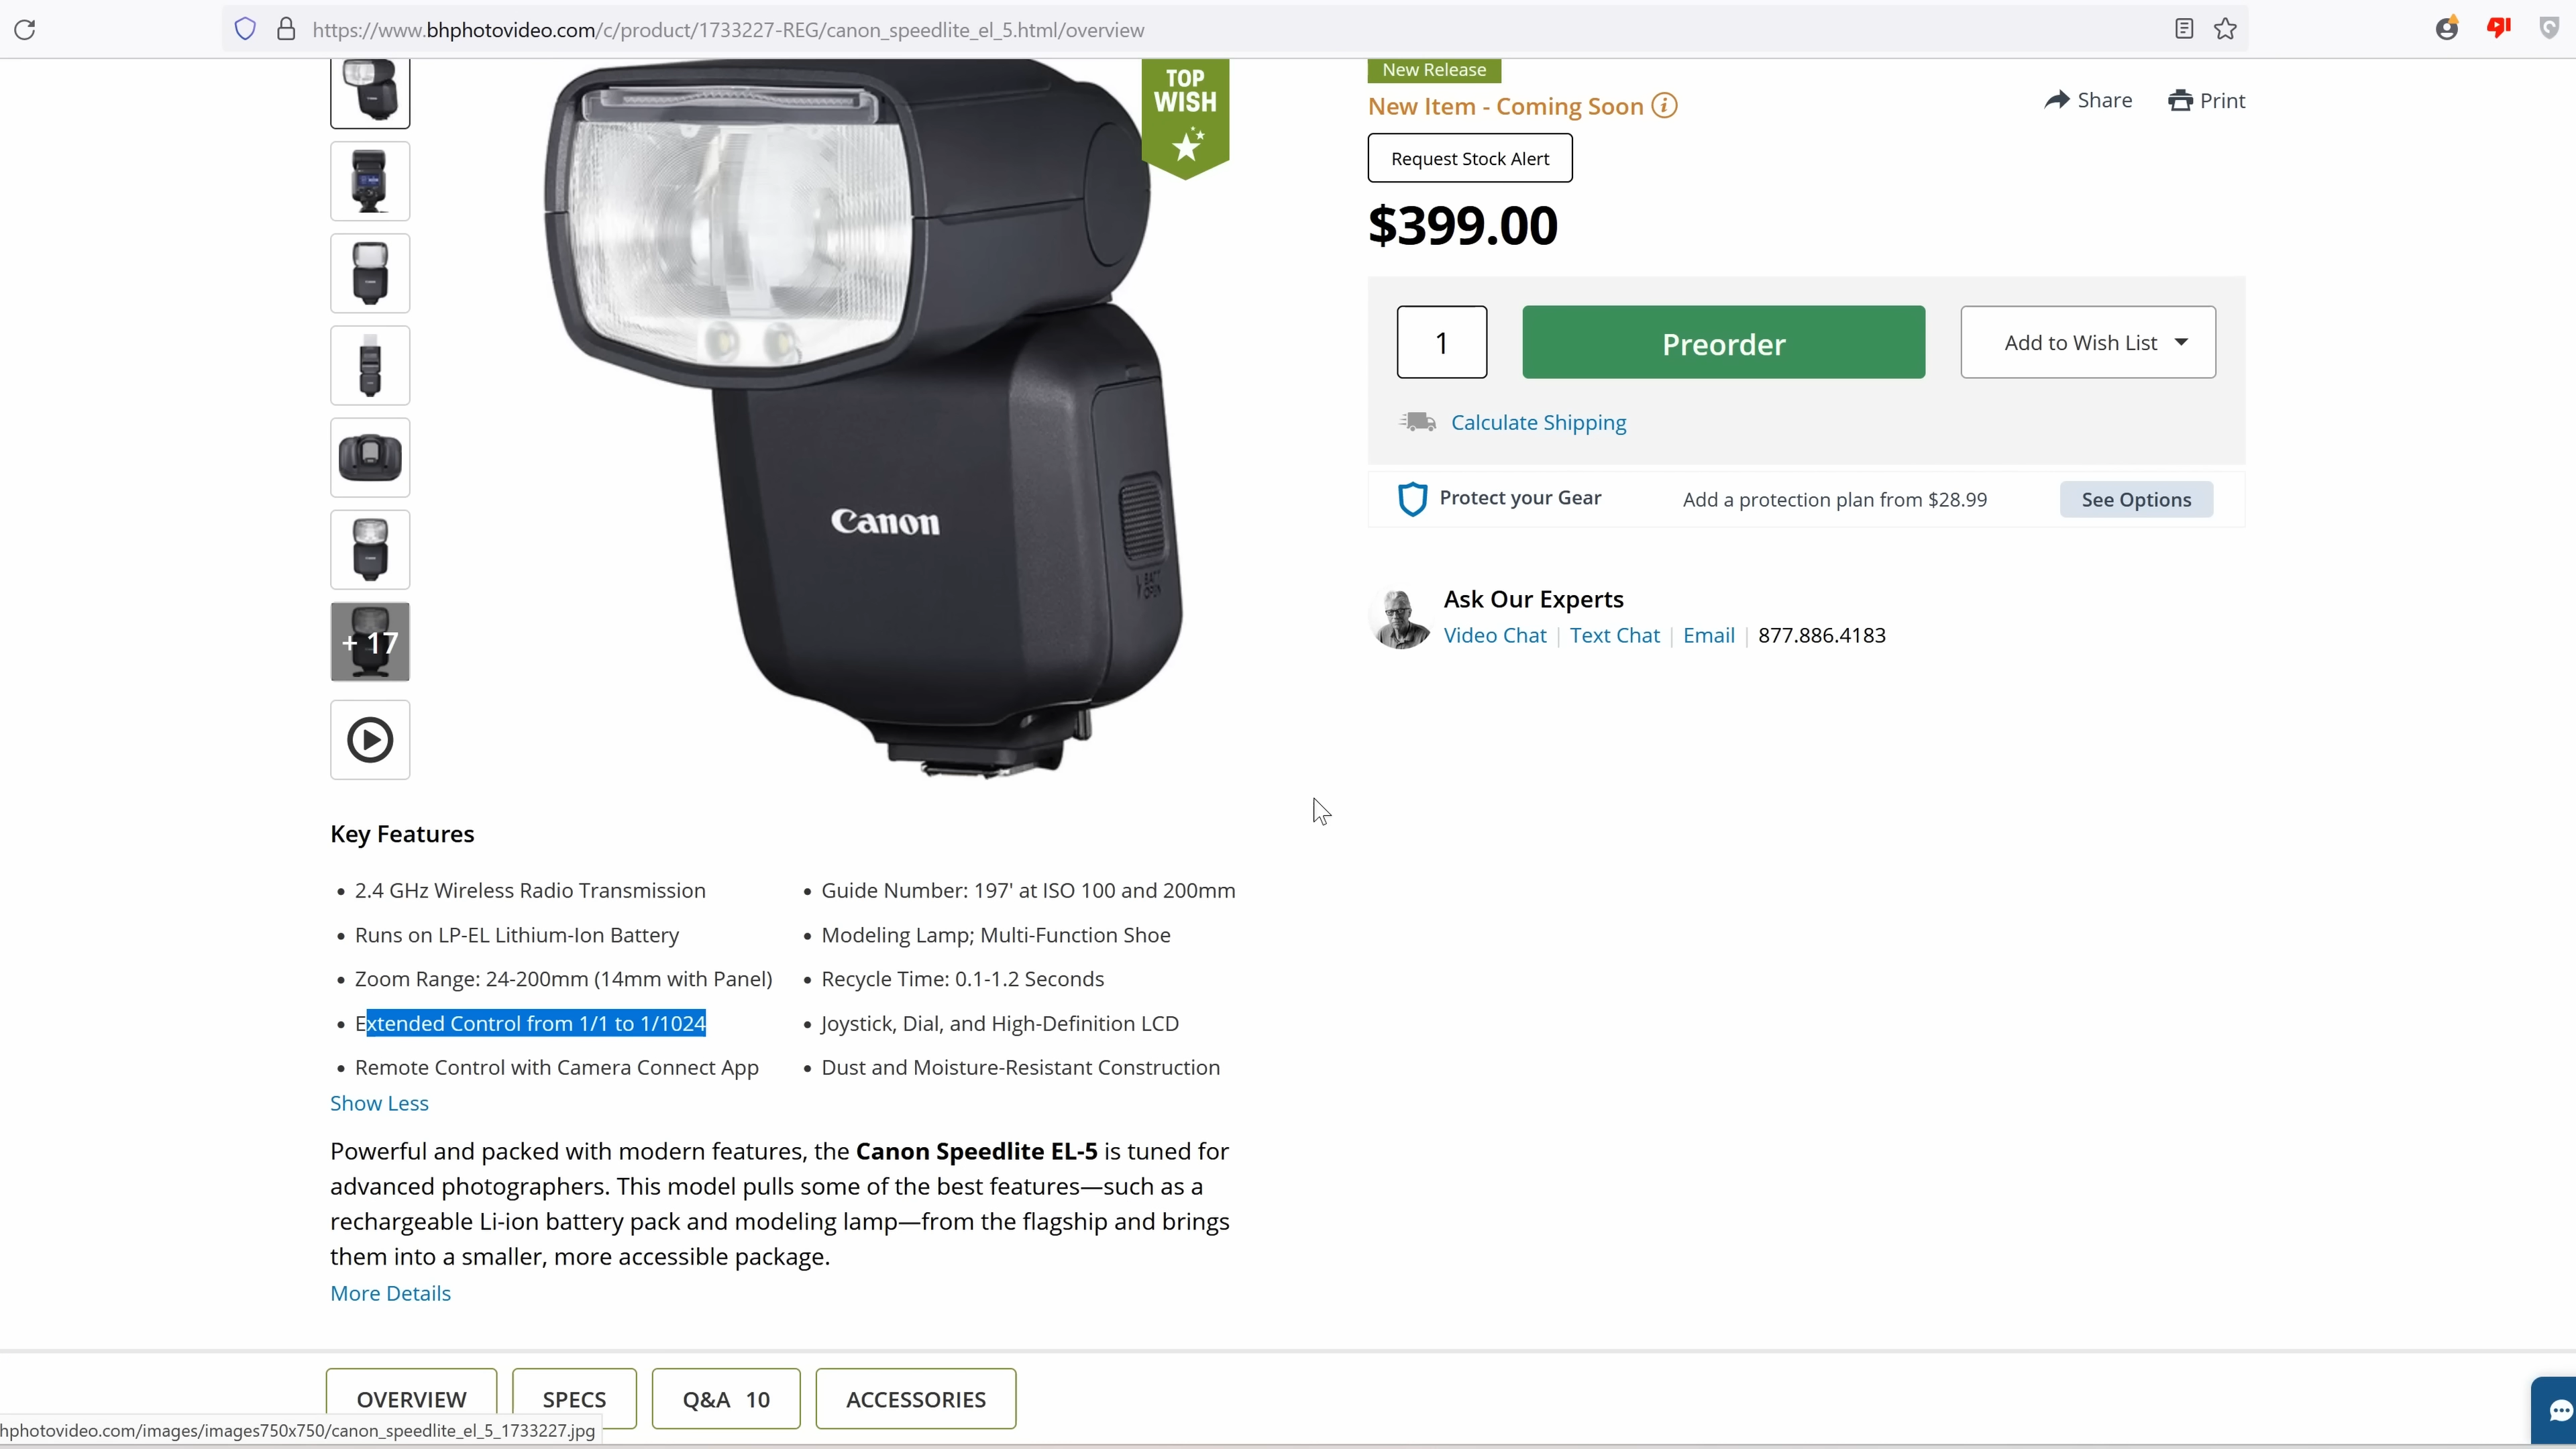 https://www.bhphotovideo.com/c/product/1733227-REG/canon_speedlite_el_5.html/overview
TOP
WISH
Canon
BATT
OPEN
+ 17
New Release
New Item - Coming Soon
Share
Print
Request Stock Alert
$399.00
1
Preorder
Add to Wish List
Calculate Shipping
Protect your Gear
Add a protection plan from $28.99
See Options
Ask Our Experts
Video Chat | Text Chat | Email | 877.886.4183
Key Features
• 2.4 GHz Wireless Radio Transmission
• Runs on LP-EL Lithium-Ion Battery
• Zoom Range: 24-200mm (14mm with Panel)
• Extended Control from 1/1 to 1/1024
• Remote Control with Camera Connect App
• Guide Number: 197' at ISO 100 and 200mm
• Modeling Lamp; Multi-Function Shoe
• Recycle Time: 0.1-1.2 Seconds
• Joystick, Dial, and High-Definition LCD
• Dust and Moisture-Resistant Construction
Show Less
Powerful and packed with modern features, the Canon Speedlite EL-5 is tuned for
advanced photographers. This model pulls some of the best features—such as a
rechargeable Li-ion battery pack and modeling lamp—from the flagship and brings
them into a smaller, more accessible package.
More Details
OVERVIEW
SPECS
Q&A 10
ACCESSORIES
hphotovideo.com/images/images750x750/canon_speedlite_el_5_1733227.jpg